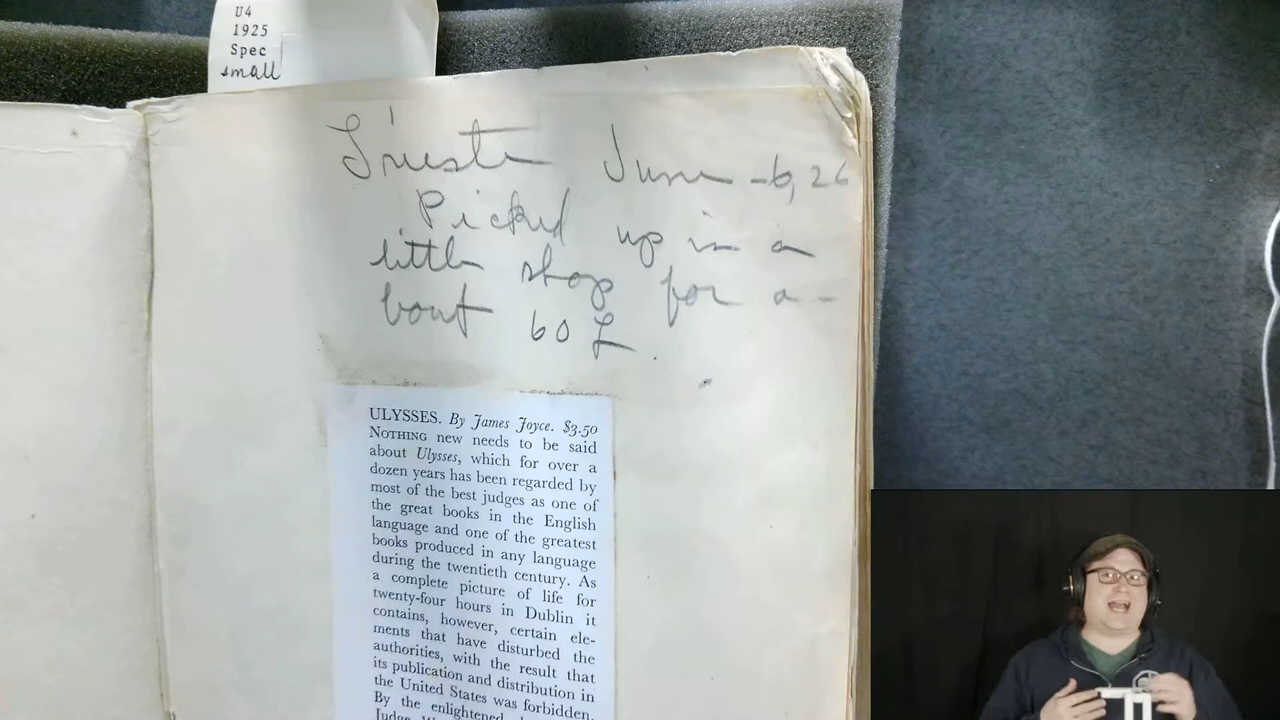 U4
1925
Spec
small
Trieste June-6, 26
Picked up in a
little shop for a-
bout 60 £.
ULYSSES. By James Joyce. $3.50
NOTHING new needs to be said
about Ulysses, which for over a
dozen years has been regarded by
most of the best judges as one of
the great books in the English
language and one of the greatest
books produced in any language
during the twentieth century. As
a complete picture of life for
twenty-four hours in Dublin it
contains, however, certain ele-
ments that have disturbed the
authorities, with the result that
its publication and distribution in
the United States was forbidden.
By the enlightened
Judge